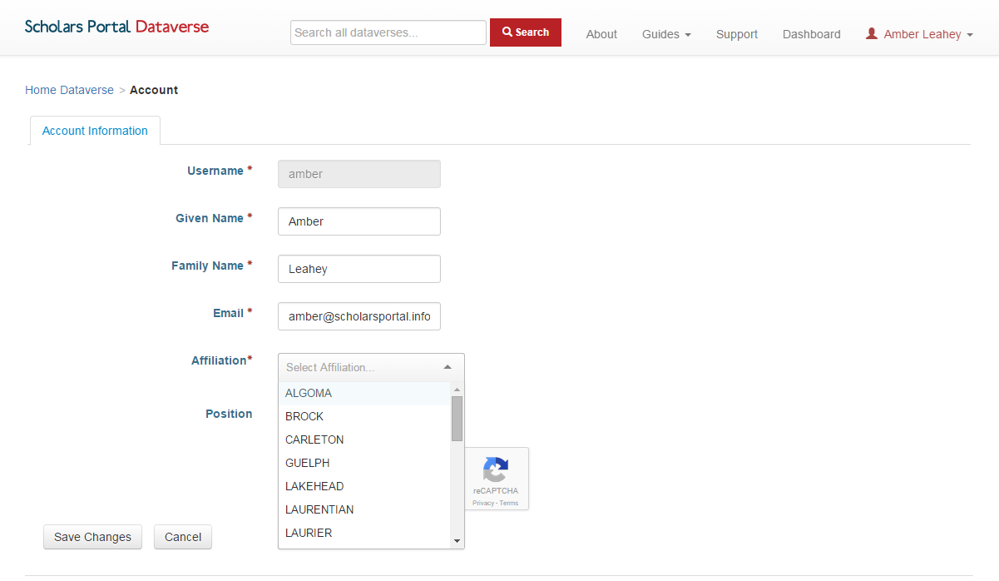 Scholars Portal Dataverse
Search all dataverses...
Search
About
Guides
Support
Dashboard
Amber Leahey
Home Dataverse > Account
Account Information
Username *
amber
Given Name *
Amber
Family Name *
Leahey
Email *
amber@scholarsportal.info
Affiliation*
Select Affiliation...
ALGOMA
BROCK
CARLETON
GUELPH
LAKEHEAD
LAURENTIAN
LAURIER
Position
reCAPTCHA
Privacy - Terms
Save Changes
Cancel